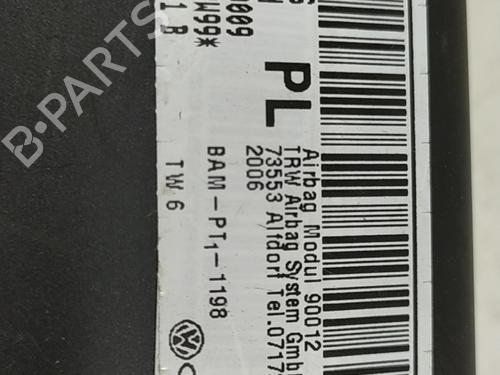 009
W99*
1 B
PL
Airbag Modul 90012
TRW Airbag System Gmb
73553 Alfdorf Tel.0717
2006
BAM-PT1-1198
TW 6
B-PARTS